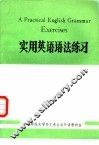 A Practical English Grammar
Exercises
实用英语语法练习